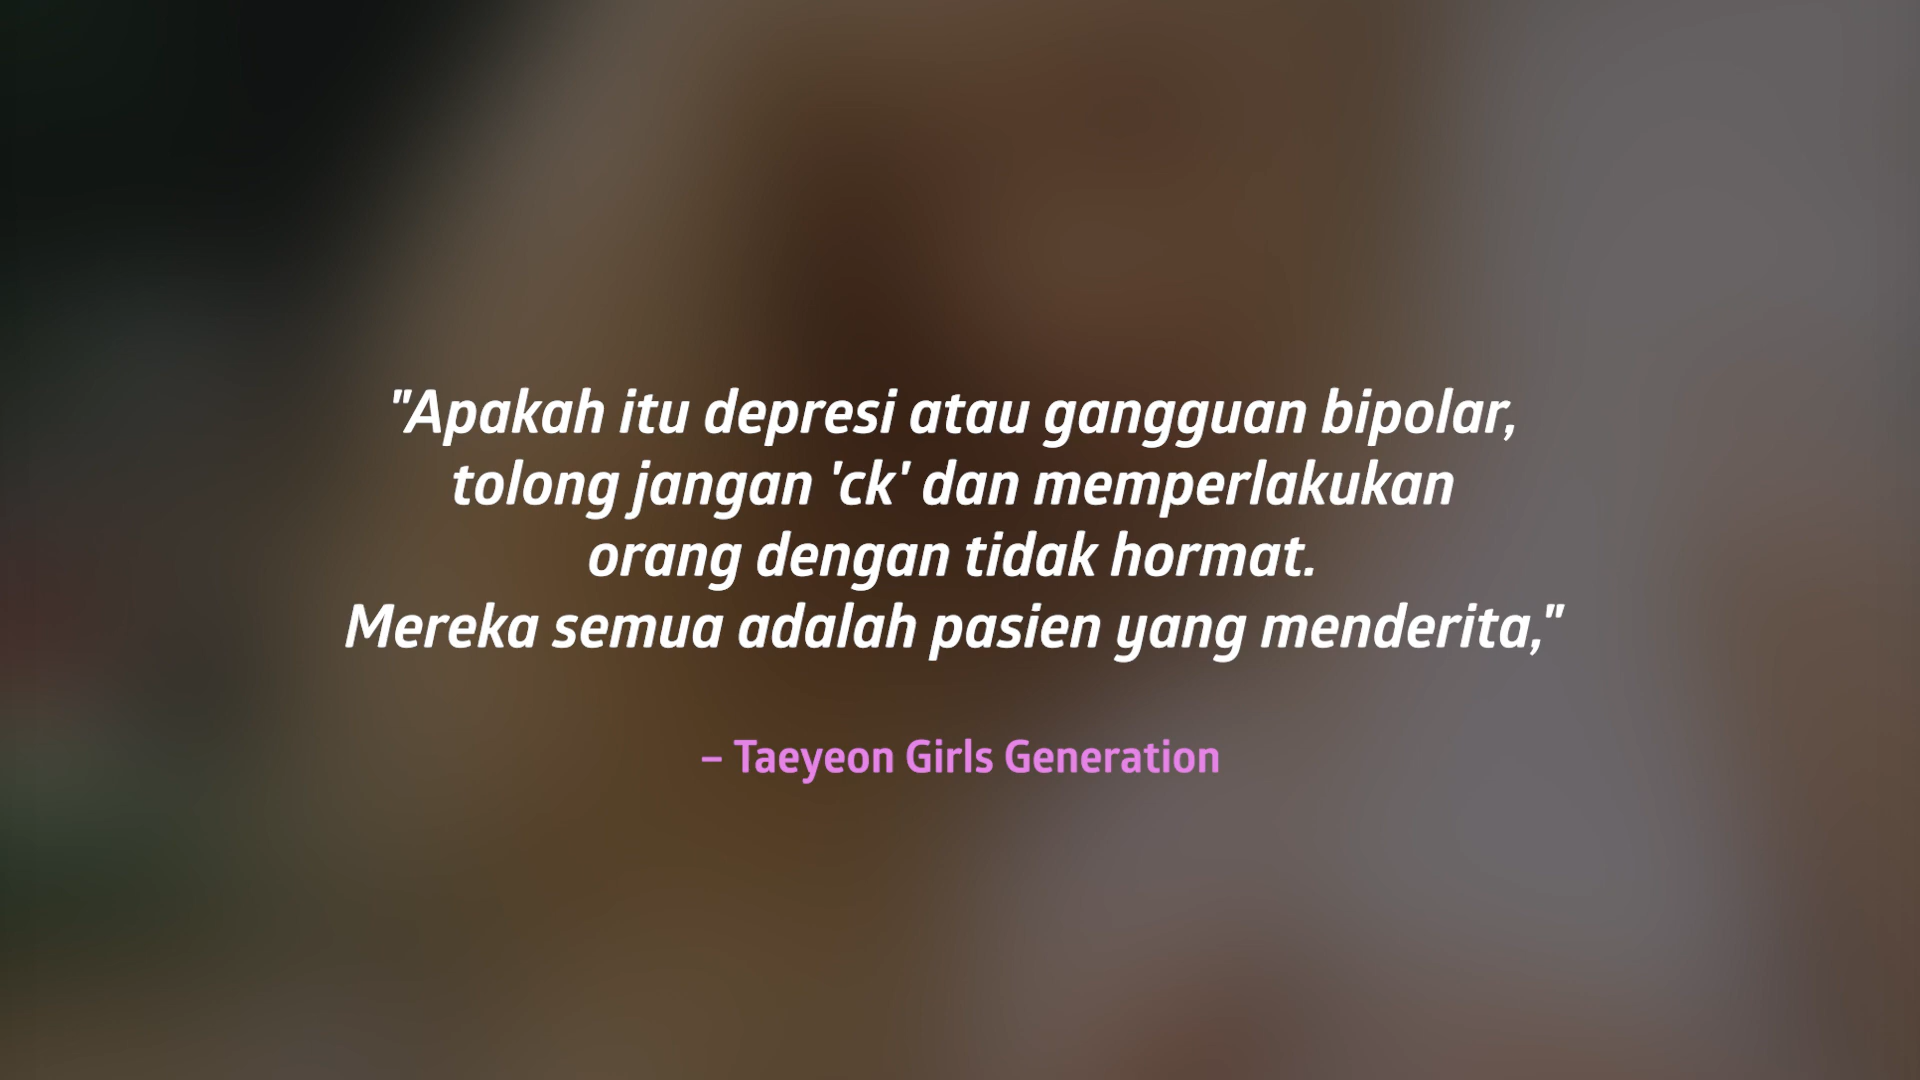 "Apakah itu depresi atau gangguan bipolar,
tolong jangan 'ck' dan memperlakukan
orang dengan tidak hormat.
Mereka semua adalah pasien yang menderita,"
– Taeyeon Girls Generation